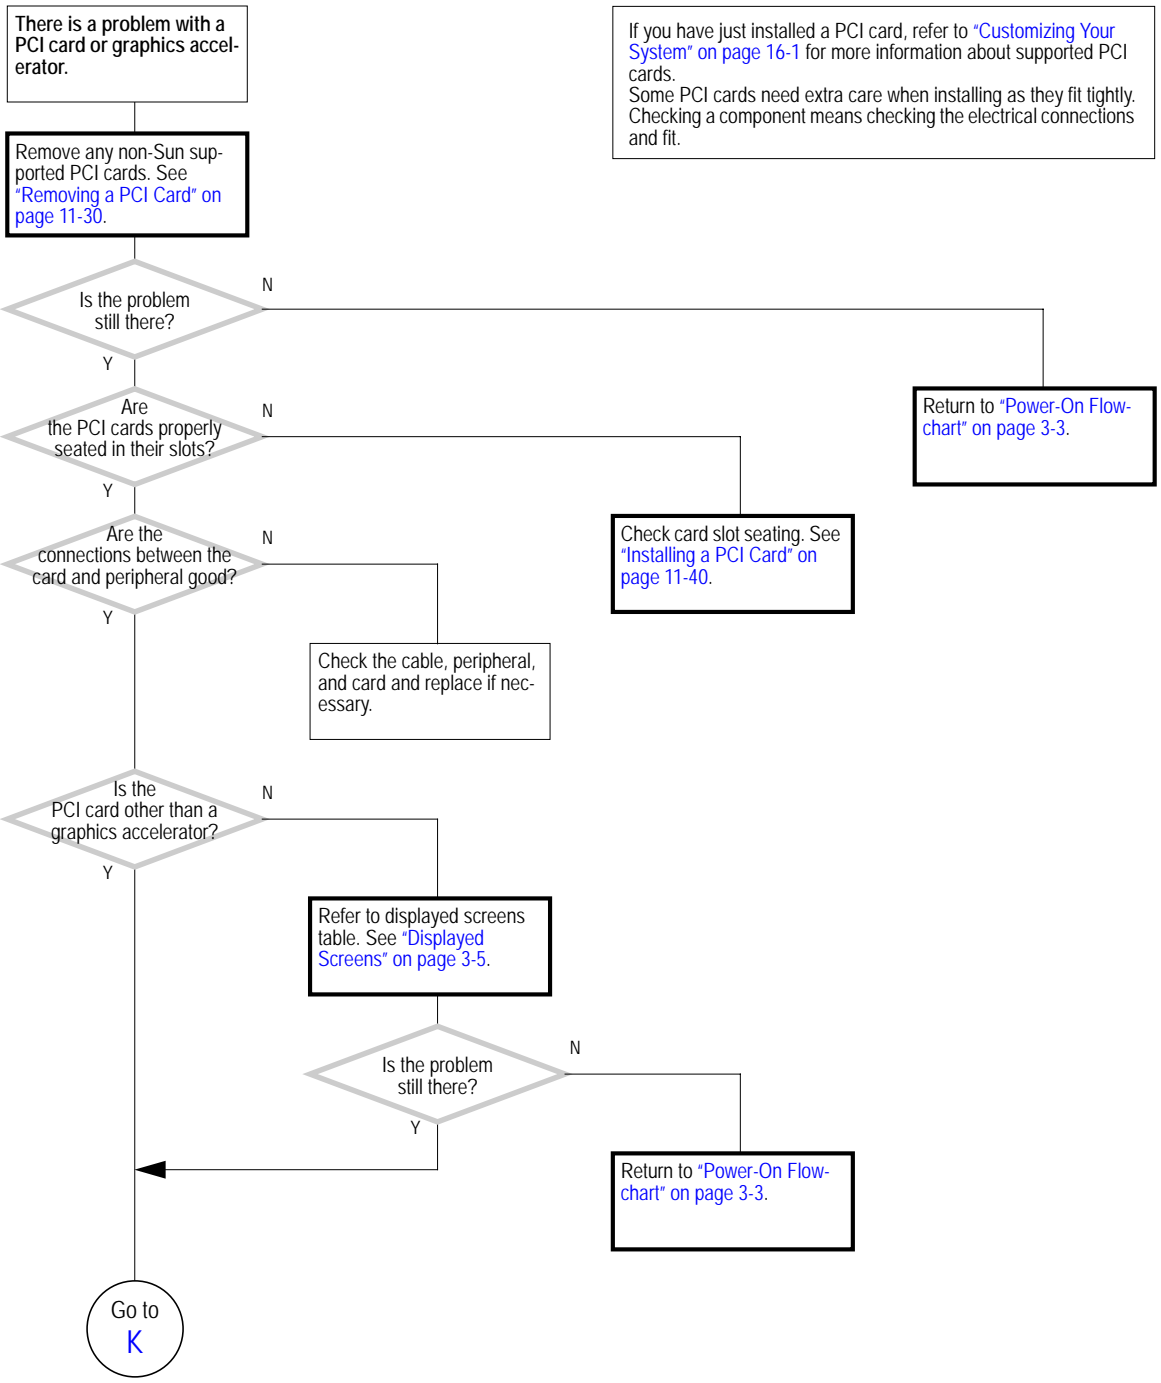 There is a problem with a
PCI card or graphics accel-
erator.
If you have just installed a PCI card, refer to “Customizing Your
System” on page 16-1 for more information about supported PCI
cards.
Some PCI cards need extra care when installing as they fit tightly.
Checking a component means checking the electrical connections
and fit.
Remove any non-Sun sup-
ported PCI cards. See
“Removing a PCI Card” on
page 11-30.
Is the problem
still there?
N
Y
Return to “Power-On Flow-
chart” on page 3-3.
Are
the PCI cards properly
seated in their slots?
N
Y
Check card slot seating. See
“Installing a PCI Card” on
page 11-40.
Are the
connections between the
card and peripheral good?
N
Y
Check the cable, peripheral,
and card and replace if nec-
essary.
Is the
PCI card other than a
graphics accelerator?
N
Y
Refer to displayed screens
table. See “Displayed
Screens” on page 3-5.
Is the problem
still there?
N
Y
Return to “Power-On Flow-
chart” on page 3-3.
Go to
K